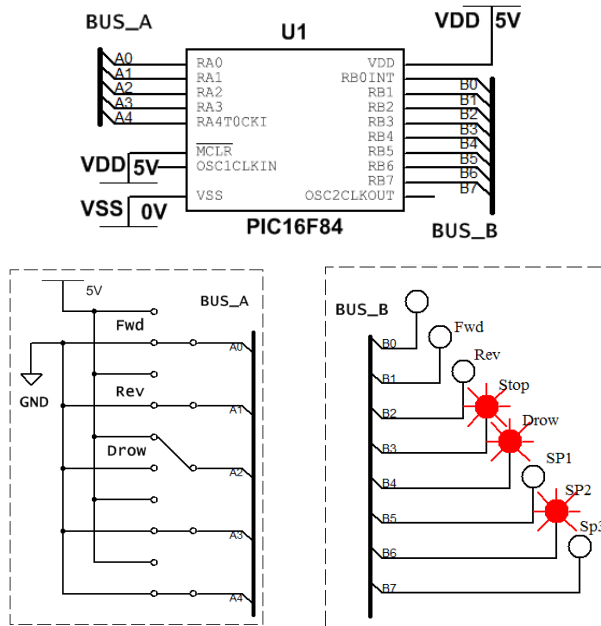 BUS_A
U1
VDD 5V
A0
A1
A2
A3
A4
RA0
RA1
RA2
RA3
RA4T0CKI
MCLR
OSC1CLKIN
VSS
VDD
RB0INT
RB1
RB2
RB3
RB4
RB5
RB6
RB7
OSC2CLKOUT
B0
B1
B2
B3
B4
B5
B6
B7
VDD 5V
VSS 0V
PIC16F84
BUS_B
5V
BUS_A
Fwd
A0
GND
Rev
A1
Drow
A2
A3
A4
BUS_B
B0
Fwd
B1
Rev
B2
Stop
B3
Drow
B4
SP1
B5
SP2
B6
Sp3
B7